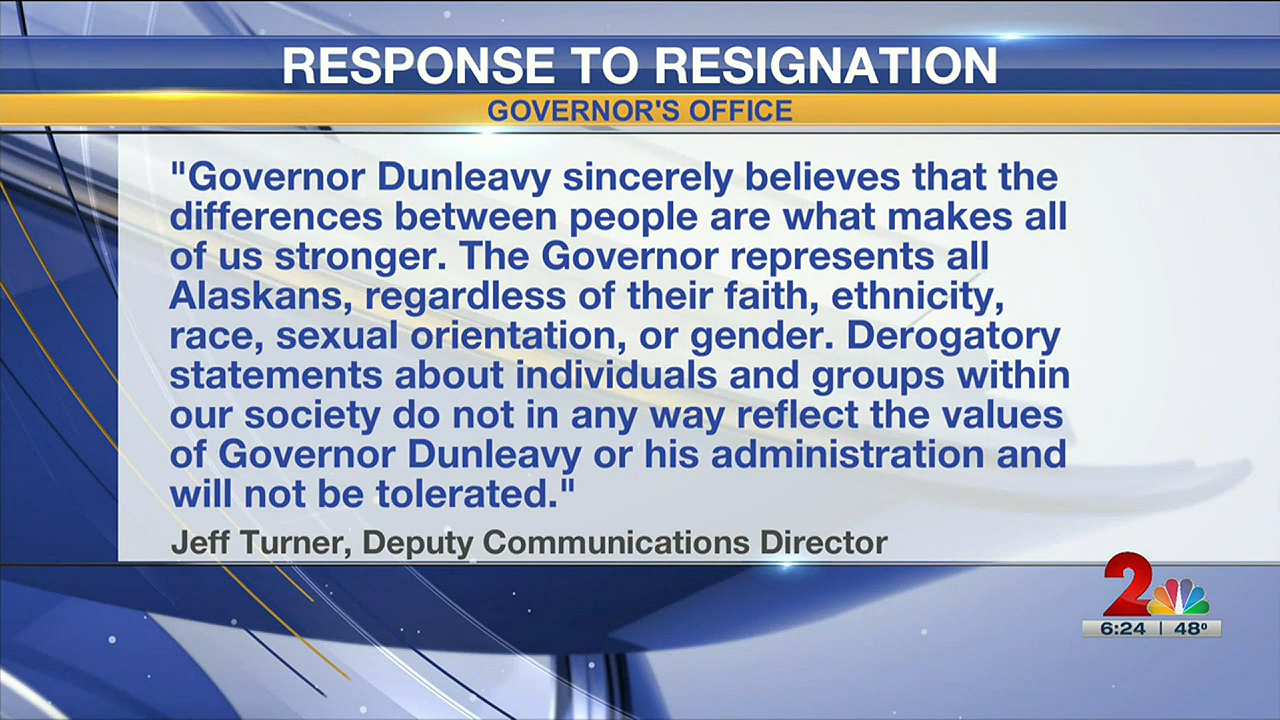 RESPONSE TO RESIGNATION
GOVERNOR'S OFFICE
"Governor Dunleavy sincerely believes that the
differences between people are what makes all
of us stronger. The Governor represents all
Alaskans, regardless of their faith, ethnicity,
race, sexual orientation, or gender. Derogatory
statements about individuals and groups within
our society do not in any way reflect the values
of Governor Dunleavy or his administration and
will not be tolerated."
Jeff Turner, Deputy Communications Director
2
6:24 | 48º